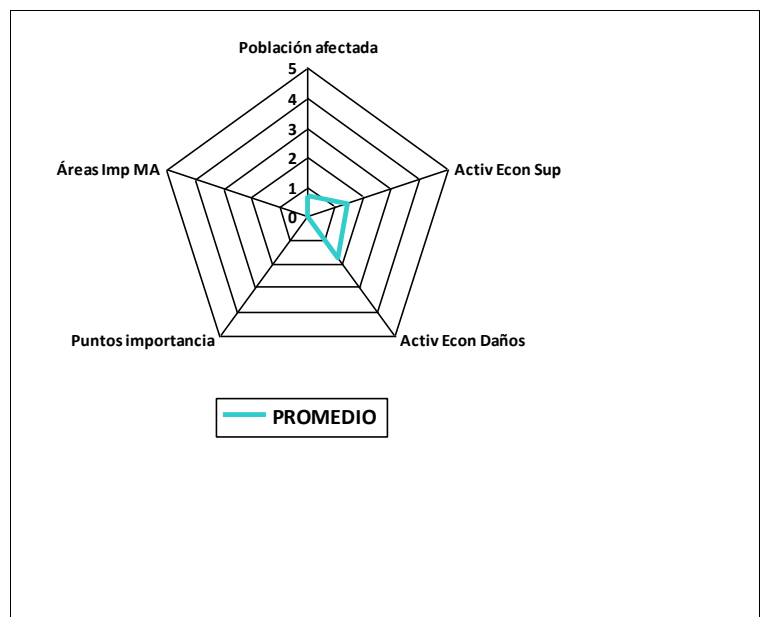 Población afectada
5
4
3
2
1
0
Áreas Imp MA
Activ Econ Sup
Puntos importancia
Activ Econ Daños
PROMEDIO